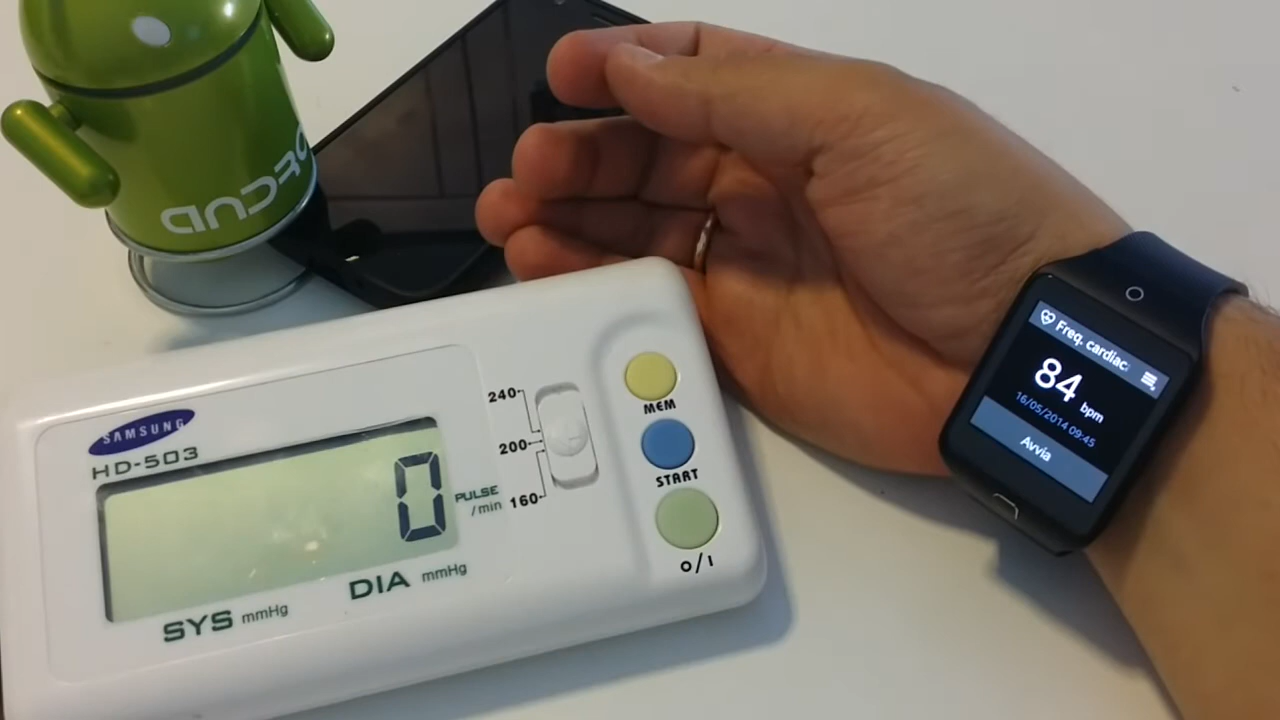 ANDRO
SAMSUNG
HD-503
0
PULSE
/min
SYS mmHg
DIA mmHg
240
200
160
MEM
START
O/I
Freq. cardiac
84 bpm
16/05/2014 09:45
Avvia